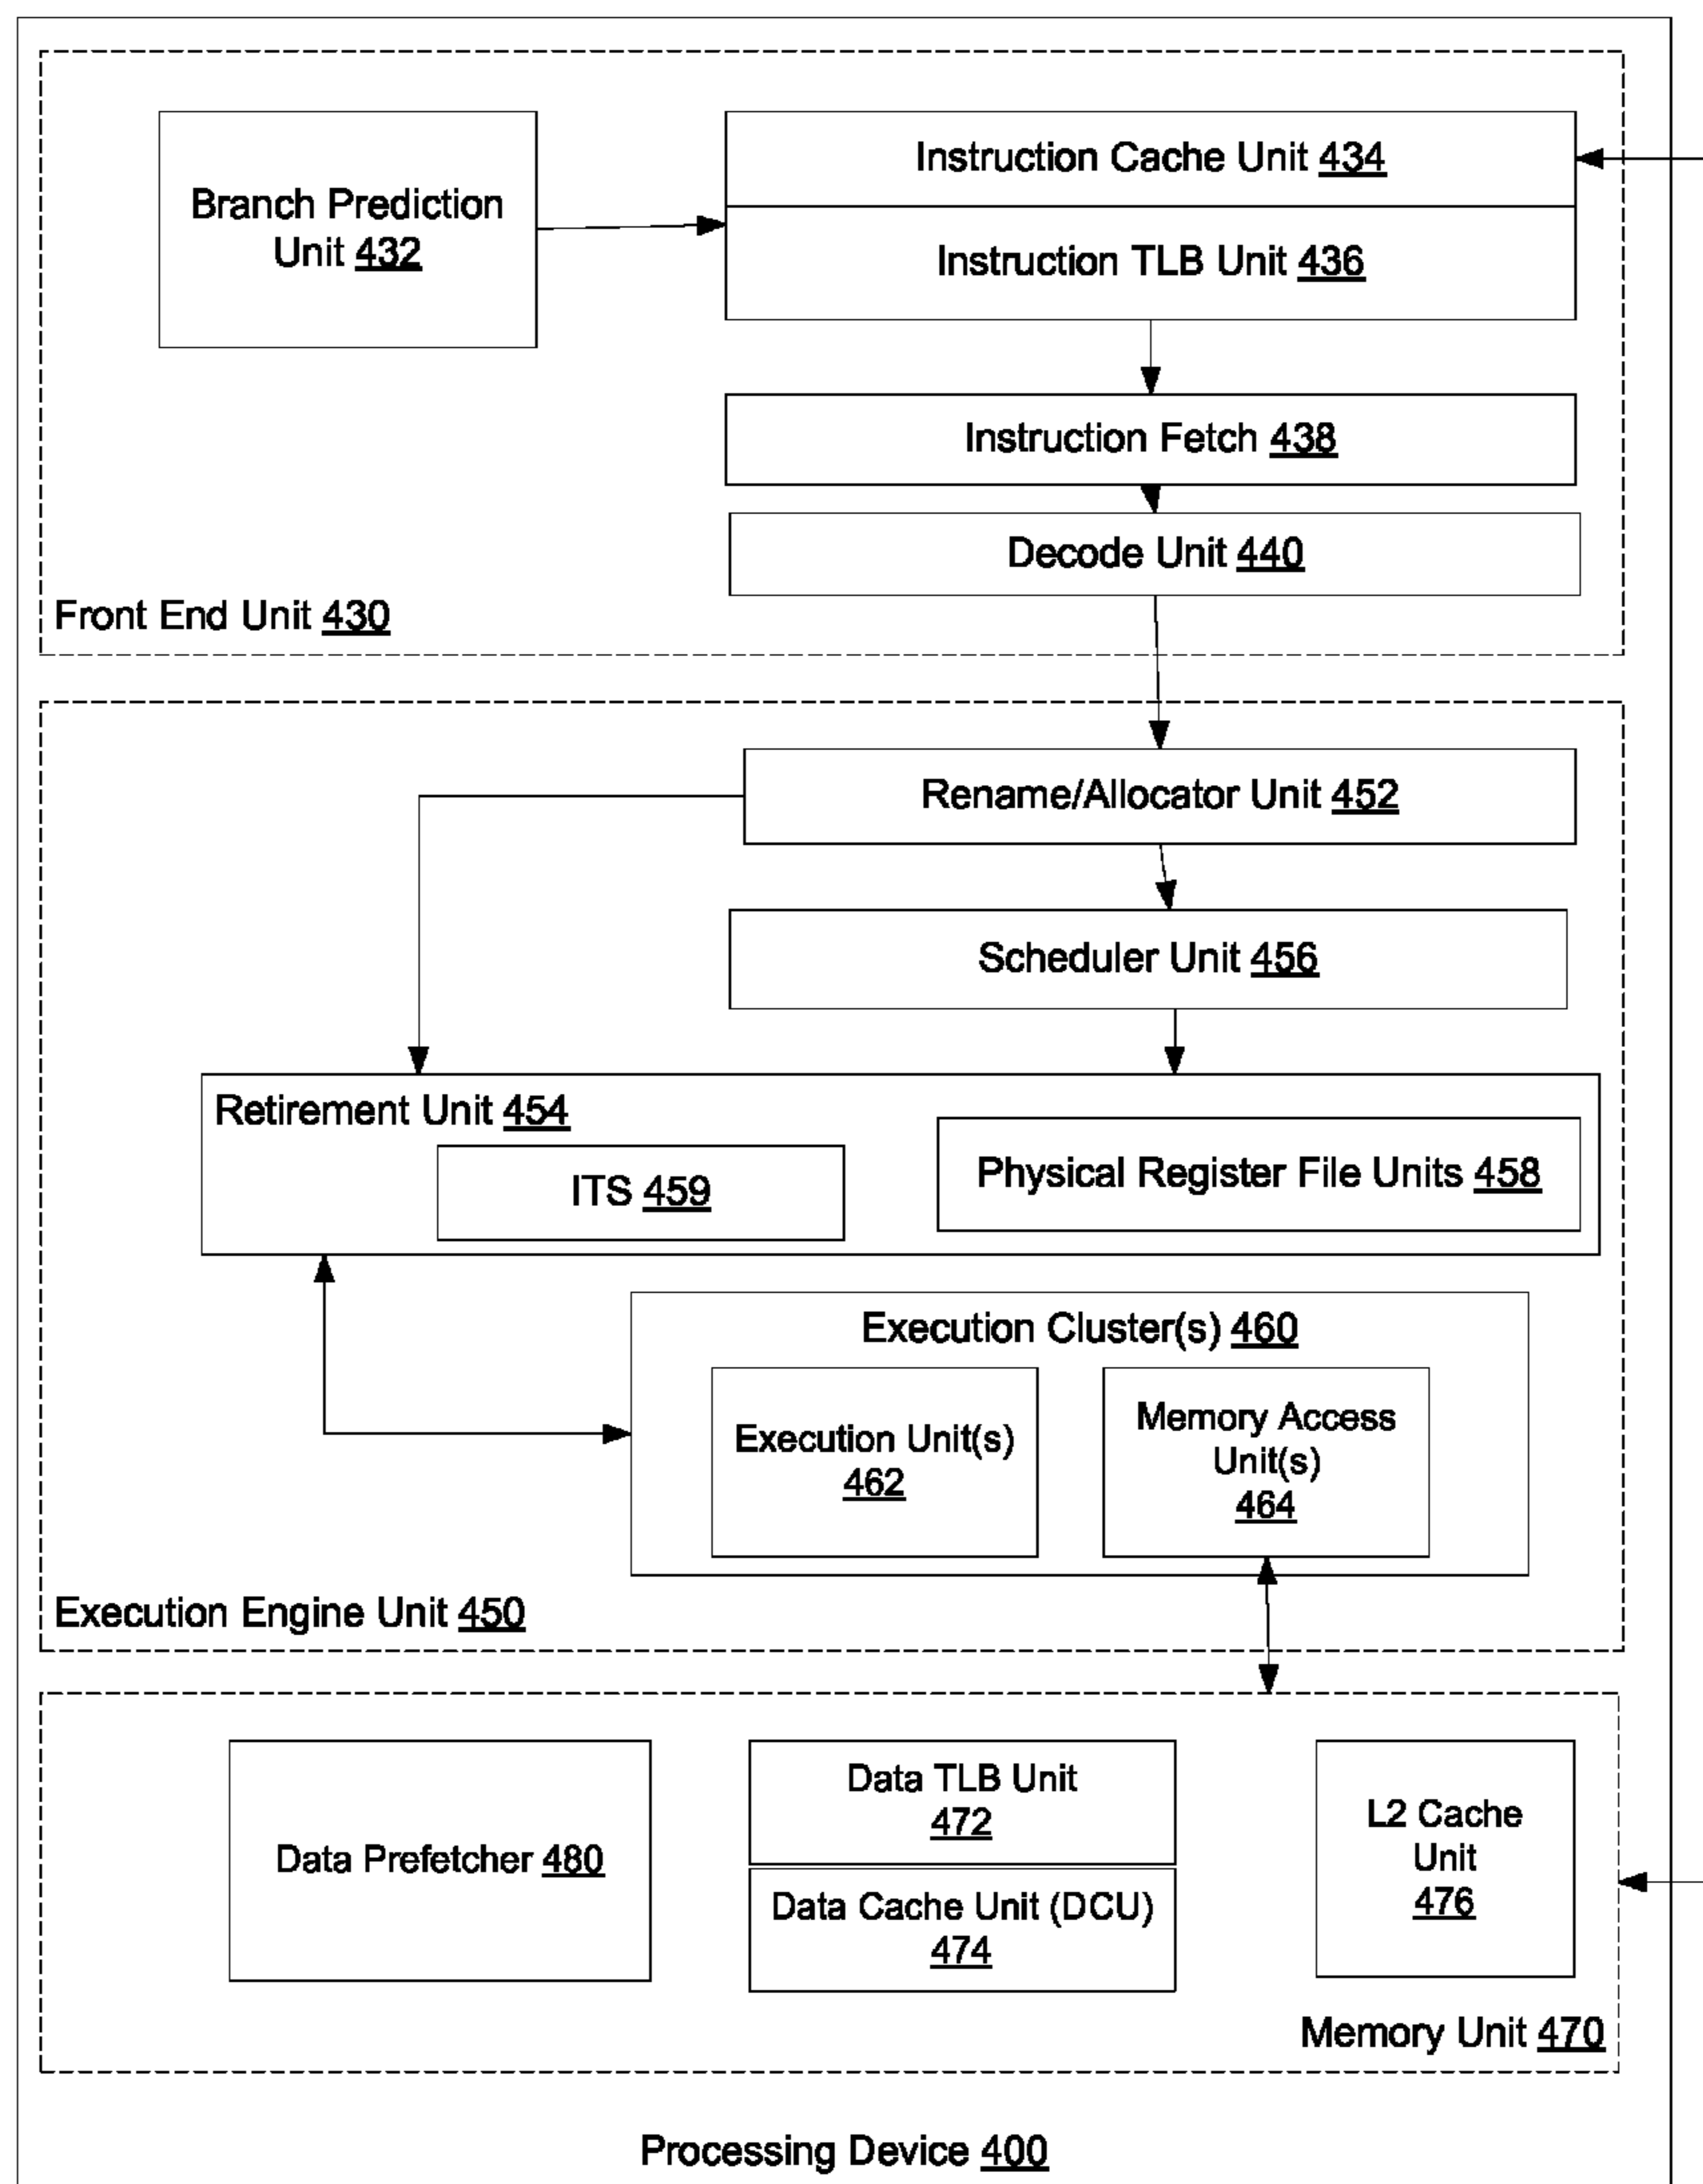 Branch Prediction
Unit 432
Instruction Cache Unit 434
Instruction TLB Unit 436
Instruction Fetch 438
Decode Unit 440
Front End Unit 430
Rename/Allocator Unit 452
Scheduler Unit 456
Retirement Unit 454
ITS 459
Physical Register File Units 458
Execution Cluster(s) 460
Execution Unit(s)
462
Memory Access
Unit(s)
464
Execution Engine Unit 450
Data Prefetcher 480
Data TLB Unit
472
Data Cache Unit (DCU)
474
L2 Cache
Unit
476
Memory Unit 470
Processing Device 400